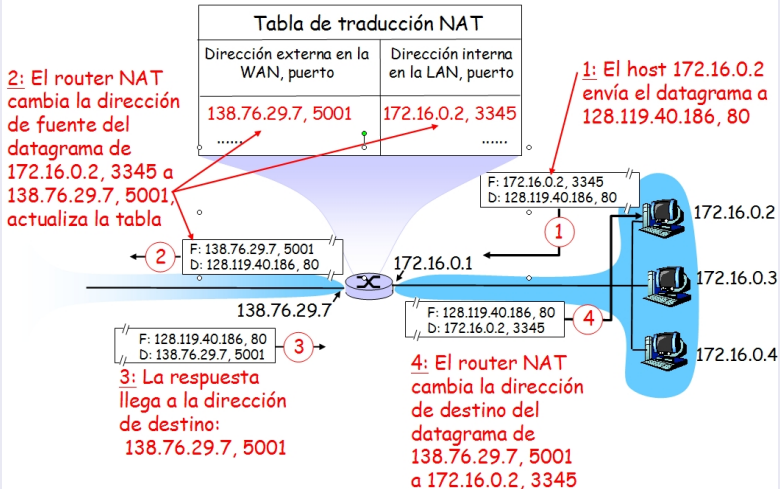 Tabla de traducción NAT
Dirección externa en la
WAN, puerto
Dirección interna
en la LAN, puerto
138.76.29.7, 5001
172.16.0.2, 3345
......
......
2: El router NAT
cambia la dirección
de fuente del
datagrama de
172.16.0.2, 3345 a
138.76.29.7, 5001,
actualiza la tabla
1: El host 172.16.0.2
envía el datagrama a
128.119.40.186, 80
F: 172.16.0.2, 3345
D: 128.119.40.186, 80
1
172.16.0.2
2
F: 138.76.29.7, 5001
D: 128.119.40.186, 80
172.16.0.1
172.16.0.3
138.76.29.7
F: 128.119.40.186, 80
D: 172.16.0.2, 3345
4
F: 128.119.40.186, 80
D: 138.76.29.7, 5001
3
172.16.0.4
3: La respuesta
llega a la dirección
de destino:
138.76.29.7, 5001
4: El router NAT
cambia la dirección
de destino del
datagrama de
138.76.29.7, 5001
a 172.16.0.2, 3345